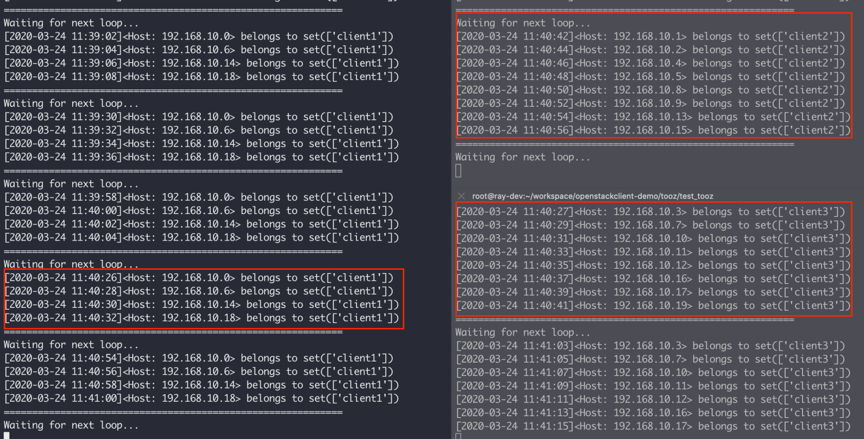 ============================================================
Waiting for next loop...
[2020-03-24 11:39:02]<Host: 192.168.10.0> belongs to set(['client1'])
[2020-03-24 11:39:04]<Host: 192.168.10.6> belongs to set(['client1'])
[2020-03-24 11:39:06]<Host: 192.168.10.14> belongs to set(['client1'])
[2020-03-24 11:39:08]<Host: 192.168.10.18> belongs to set(['client1'])
============================================================
Waiting for next loop...
[2020-03-24 11:39:30]<Host: 192.168.10.0> belongs to set(['client1'])
[2020-03-24 11:39:32]<Host: 192.168.10.6> belongs to set(['client1'])
[2020-03-24 11:39:34]<Host: 192.168.10.14> belongs to set(['client1'])
[2020-03-24 11:39:36]<Host: 192.168.10.18> belongs to set(['client1'])
============================================================
Waiting for next loop...
[2020-03-24 11:39:58]<Host: 192.168.10.0> belongs to set(['client1'])
[2020-03-24 11:40:00]<Host: 192.168.10.6> belongs to set(['client1'])
[2020-03-24 11:40:02]<Host: 192.168.10.14> belongs to set(['client1'])
[2020-03-24 11:40:04]<Host: 192.168.10.18> belongs to set(['client1'])
============================================================
Waiting for next loop...
[2020-03-24 11:40:26]<Host: 192.168.10.0> belongs to set(['client1'])
[2020-03-24 11:40:28]<Host: 192.168.10.6> belongs to set(['client1'])
[2020-03-24 11:40:30]<Host: 192.168.10.14> belongs to set(['client1'])
[2020-03-24 11:40:32]<Host: 192.168.10.18> belongs to set(['client1'])
============================================================
Waiting for next loop...
[2020-03-24 11:40:54]<Host: 192.168.10.0> belongs to set(['client1'])
[2020-03-24 11:40:56]<Host: 192.168.10.6> belongs to set(['client1'])
[2020-03-24 11:40:58]<Host: 192.168.10.14> belongs to set(['client1'])
[2020-03-24 11:41:00]<Host: 192.168.10.18> belongs to set(['client1'])
============================================================
Waiting for next loop...
============================================================
Waiting for next loop...
[2020-03-24 11:40:42]<Host: 192.168.10.1> belongs to set(['client2'])
[2020-03-24 11:40:44]<Host: 192.168.10.2> belongs to set(['client2'])
[2020-03-24 11:40:46]<Host: 192.168.10.4> belongs to set(['client2'])
[2020-03-24 11:40:48]<Host: 192.168.10.5> belongs to set(['client2'])
[2020-03-24 11:40:50]<Host: 192.168.10.8> belongs to set(['client2'])
[2020-03-24 11:40:52]<Host: 192.168.10.9> belongs to set(['client2'])
[2020-03-24 11:40:54]<Host: 192.168.10.13> belongs to set(['client2'])
[2020-03-24 11:40:56]<Host: 192.168.10.15> belongs to set(['client2'])
============================================================
Waiting for next loop...
root@ray-dev:~/workspace/openstackclient-demo/tooz/test_tooz
[2020-03-24 11:40:27]<Host: 192.168.10.3> belongs to set(['client3'])
[2020-03-24 11:40:29]<Host: 192.168.10.7> belongs to set(['client3'])
[2020-03-24 11:40:31]<Host: 192.168.10.10> belongs to set(['client3'])
[2020-03-24 11:40:33]<Host: 192.168.10.11> belongs to set(['client3'])
[2020-03-24 11:40:35]<Host: 192.168.10.12> belongs to set(['client3'])
[2020-03-24 11:40:37]<Host: 192.168.10.16> belongs to set(['client3'])
[2020-03-24 11:40:39]<Host: 192.168.10.17> belongs to set(['client3'])
[2020-03-24 11:40:41]<Host: 192.168.10.19> belongs to set(['client3'])
============================================================
Waiting for next loop...
[2020-03-24 11:41:03]<Host: 192.168.10.3> belongs to set(['client3'])
[2020-03-24 11:41:05]<Host: 192.168.10.7> belongs to set(['client3'])
[2020-03-24 11:41:07]<Host: 192.168.10.10> belongs to set(['client3'])
[2020-03-24 11:41:09]<Host: 192.168.10.11> belongs to set(['client3'])
[2020-03-24 11:41:11]<Host: 192.168.10.12> belongs to set(['client3'])
[2020-03-24 11:41:13]<Host: 192.168.10.16> belongs to set(['client3'])
[2020-03-24 11:41:15]<Host: 192.168.10.17> belongs to set(['client3'])